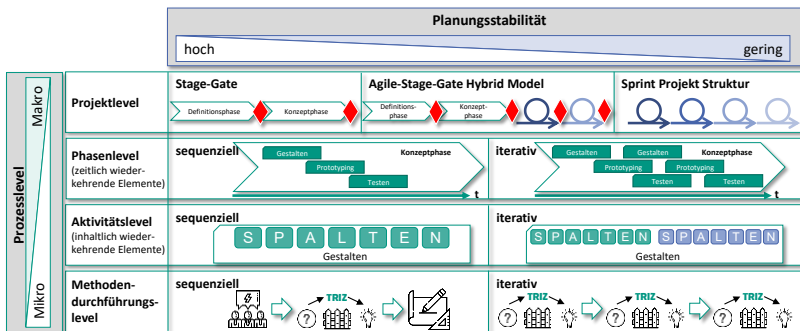 Planungsstabilität
hoch
gering
Prozesslevel
Makro
Mikro
Projektlevel
Stage-Gate
Definitionsphase
Konzeptphase
Agile-Stage-Gate Hybrid Model
Definitions-
phase
Konzept-
phase
Sprint Projekt Struktur
Phasenlevel
(zeitlich wieder-
kehrende Elemente)
sequenziell
Gestalten
Konzeptphase
Prototyping
Testen
t
iterativ
Gestalten
Gestalten
Konzeptphase
Prototyping
Prototyping
Testen
Testen
t
Aktivitätslevel
(inhaltlich wieder-
kehrende Elemente)
sequenziell
S P A L T E N
Gestalten
iterativ
S P A L T E N S P A L T E N
Gestalten
Methoden-
durchführungs-
level
sequenziell
TRIZ
?
iterativ
TRIZ
?
TRIZ
?
TRIZ
?